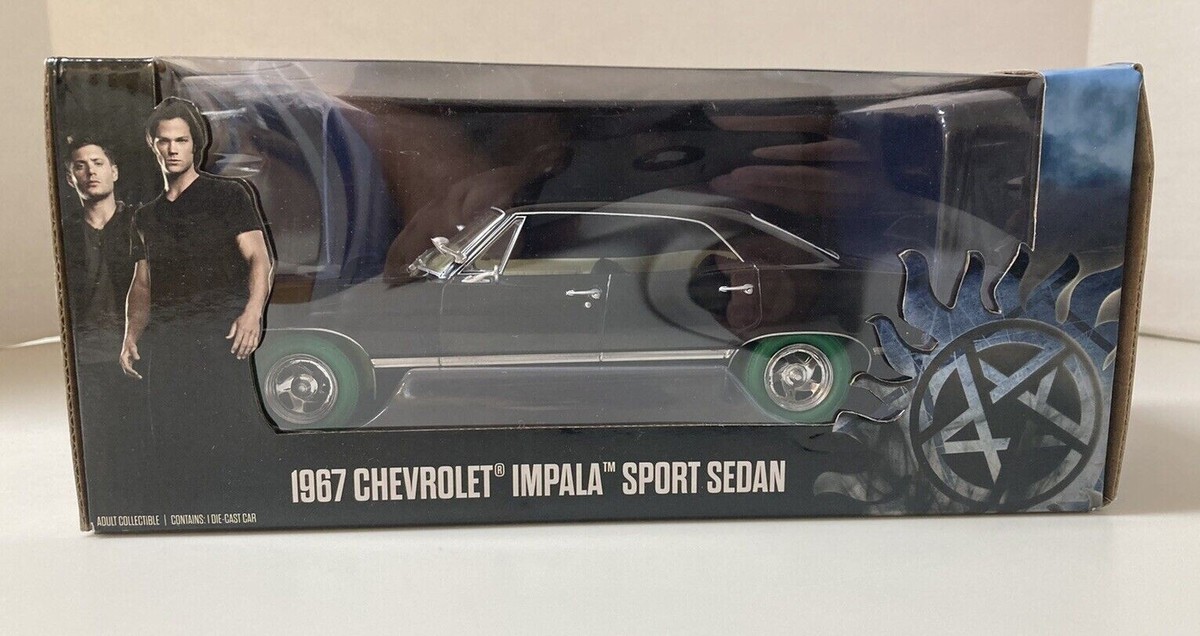 1967 CHEVROLET® IMPALA™ SPORT SEDAN
ADULT COLLECTIBLE | CONTAINS: 1 DIE-CAST CAR